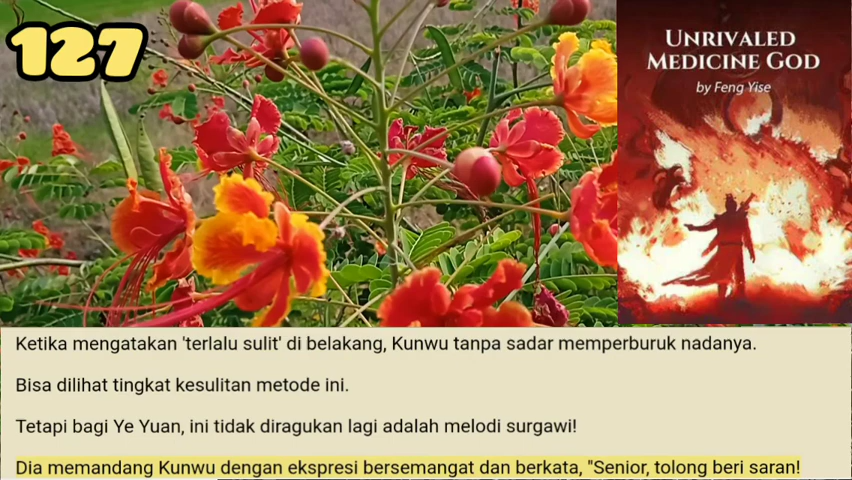 127
UNRIVALED
MEDICINE GOD
by Feng Yise
Ketika mengatakan 'terlalu sulit' di belakang, Kunwu tanpa sadar memperburuk nadanya.
Bisa dilihat tingkat kesulitan metode ini.
Tetapi bagi Ye Yuan, ini tidak diragukan lagi adalah melodi surgawi!
Dia memandang Kunwu dengan ekspresi bersemangat dan berkata, "Senior, tolong beri saran!